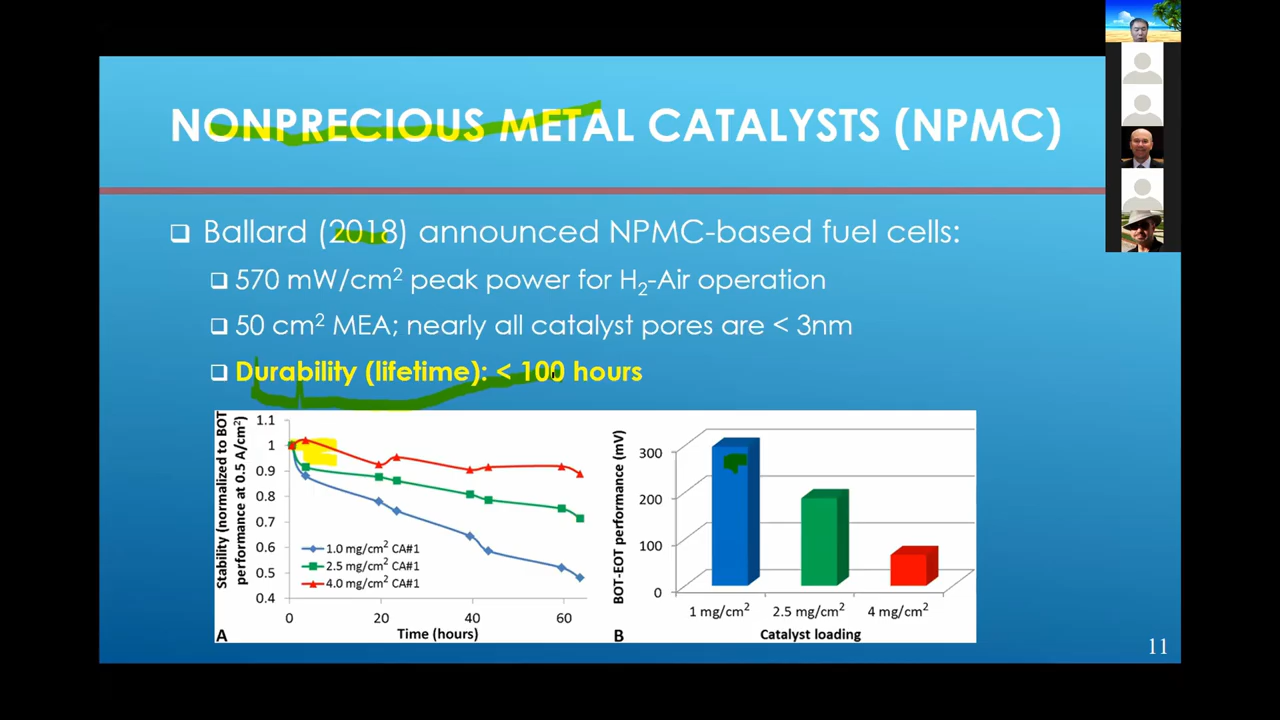 NONPRECIOUS METAL CATALYSTS (NPMC)
Ballard (2018) announced NPMC-based fuel cells:
570 mW/cm² peak power for H₂-Air operation
50 cm² MEA; nearly all catalyst pores are < 3nm
Durability (lifetime): < 100 hours
Stability (normalized to BOT
performance at 0.5 A/cm²)
1.1
1
0.9
0.8
0.7
0.6
0.5
0.4
1.0 mg/cm² CA#1
2.5 mg/cm² CA#1
4.0 mg/cm² CA#1
0 20 40 60
Time (hours)
A
BOT-EOT performance (mV)
300
200
100
0
1 mg/cm² 2.5 mg/cm² 4 mg/cm²
Catalyst loading
B
11